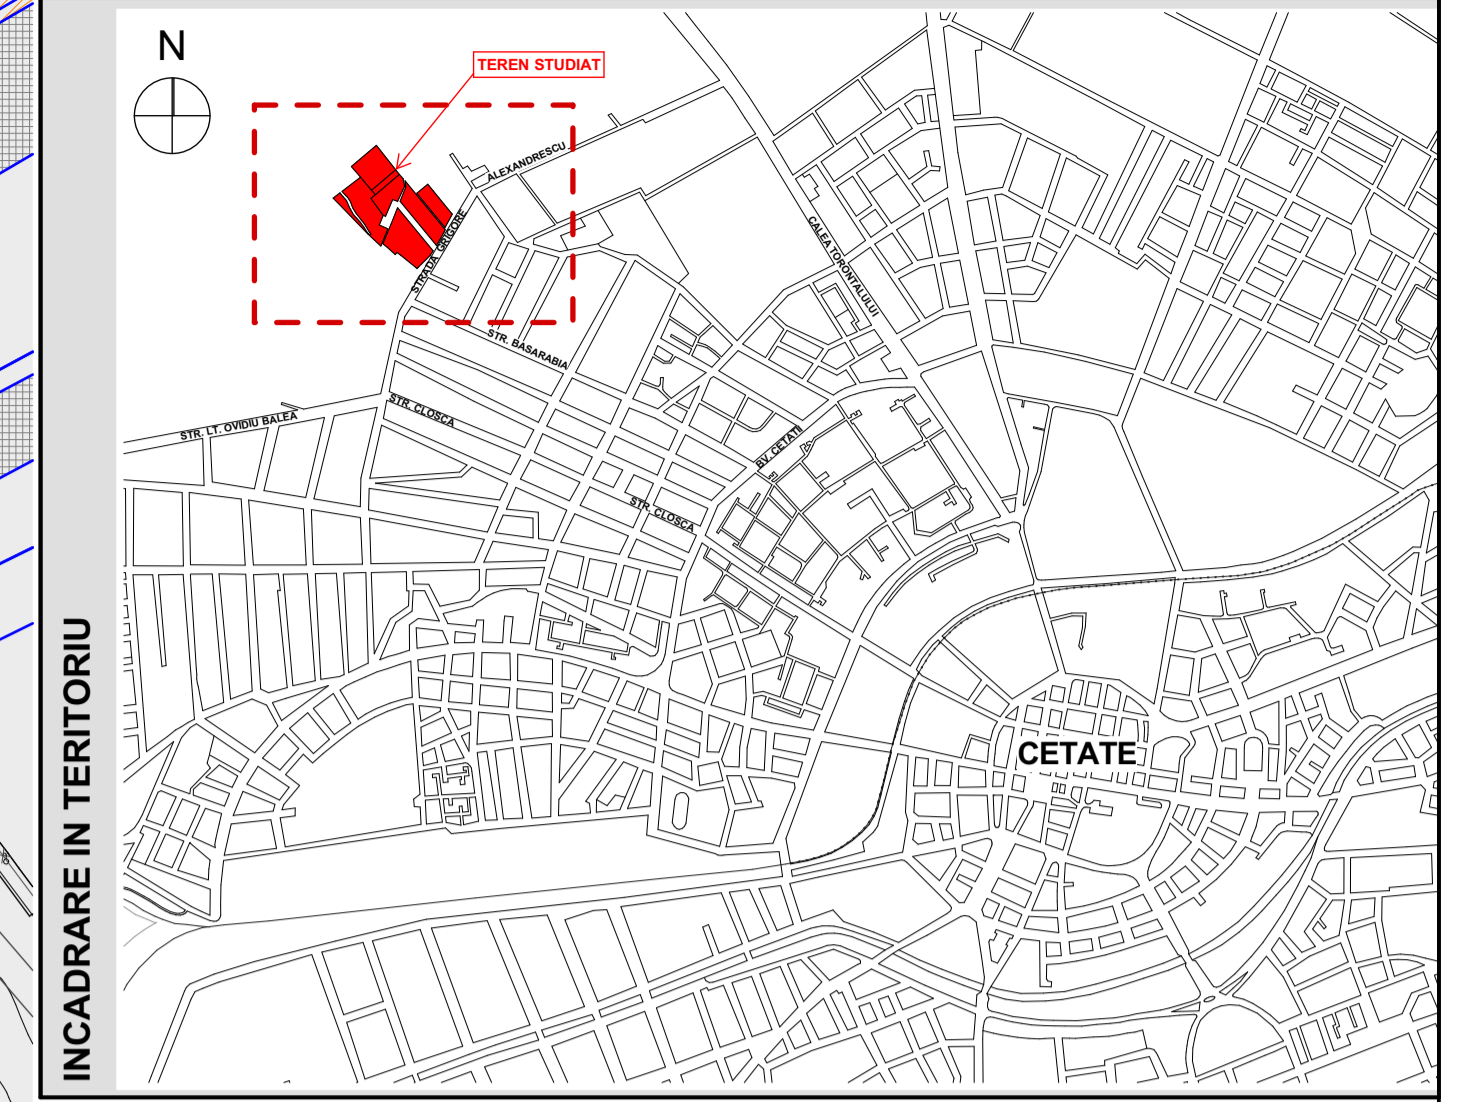 N
TEREN STUDIAT
ALEXANDRESCU
STRADA GRIGORE
CALEA TORONTALULUI
STR. BASARABIA
STR. CLOSCA
STR. LT. OVIDIU BALEA
BV. CETATII
STR. CLOSCA
CETATE
INCADRARE IN TERITORIU